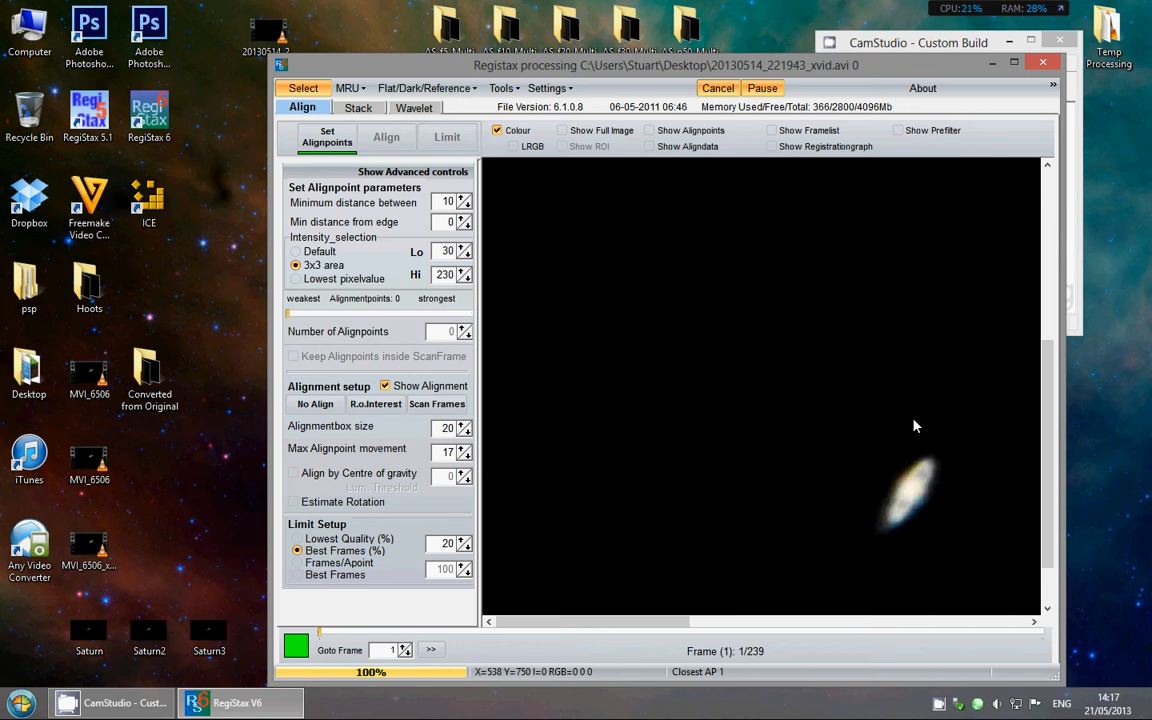 CPU:21% RAM: 28%
Computer
Adobe Photosho...
Adobe Photosh...
20130514_2
CamStudio - Custom Build
Temp Processing
Registax processing C:\Users\Stuart\Desktop\20130514_221943_xvid.avi 0
Select MRU Flat/Dark/Reference Tools Settings Cancel Pause About »
Align Stack Wavelet File Version: 6.1.0.8 06-05-2011 06:46 Memory Used/Free/Total: 366/2800/4096Mb
Set Alignpoints Align Limit
Colour Show Full Image Show Alignpoints Show Framelist Show Prefilter
LRGB Show ROI Show Aligndata Show Registrationgraph
Recycle Bin
RegiStax 5.1
RegiStax 6
Dropbox
Freemake Video C...
ICE
psp
Hoots
Desktop
MVI_6506
Converted from Original
iTunes
MVI_6506
Any Video Converter
MVI_6506_x...
Saturn
Saturn2
Saturn3
Show Advanced controls
Set Alignpoint parameters
Minimum distance between 10
Min distance from edge 0
Intensity_selection
Default Lo 30
3x3 area
Hi 230
Lowest pixelvalue
weakest Alignmentpoints: 0 strongest
Number of Alignpoints 0
Keep Alignpoints inside ScanFrame
Alignment setup Show Alignment
No Align R.o.Interest Scan Frames
Alignmentbox size 20
Max Alignpoint movement 17
Align by Centre of gravity 0
Lum. Threshold
Estimate Rotation
Limit Setup
Lowest Quality (%)
Best Frames (%) 20
Frames/Apoint
Best Frames 100
Goto Frame 1 >> Frame (1): 1/239
100% X=538 Y=750 I=0 RGB=0 0 0 Closest AP 1
CamStudio - Cust...
RegiStax V6
ENG
14:17
21/05/2013